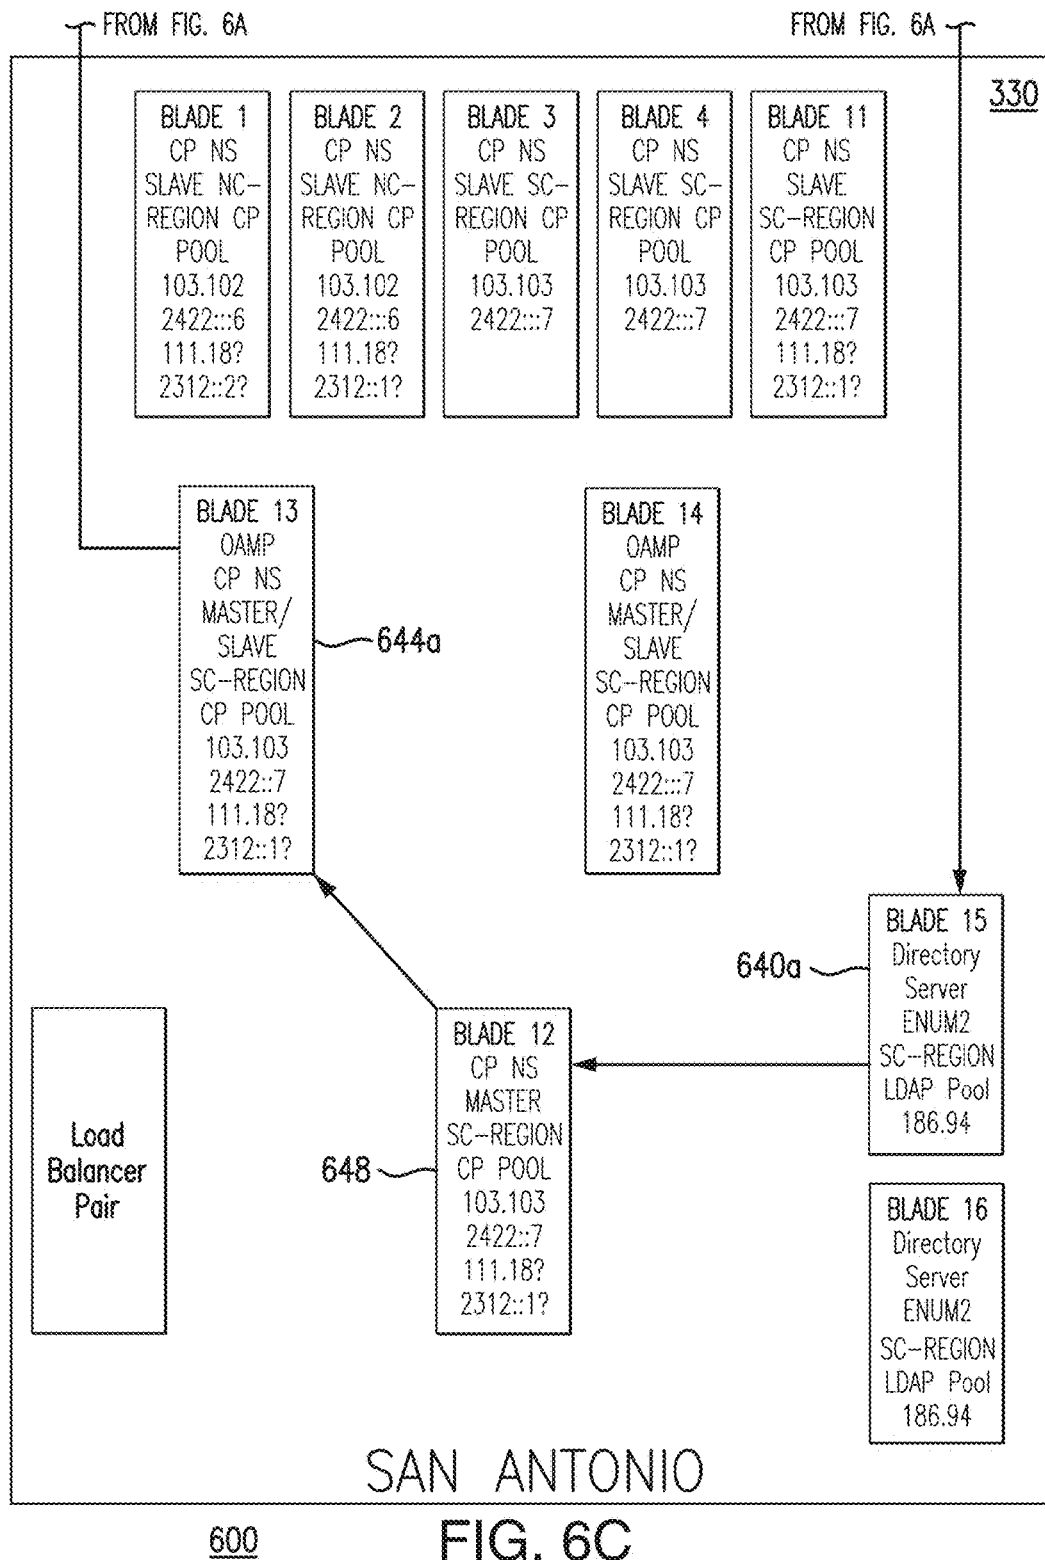 FROM FIG. 6A
FROM FIG. 6A
330
BLADE 1
CP NS
SLAVE NC-
REGION CP
POOL
103.102
2422:::6
111.18?
2312::2?
BLADE 2
CP NS
SLAVE NC-
REGION CP
POOL
103.102
2422:::6
111.18?
2312::1?
BLADE 3
CP NS
SLAVE SC-
REGION CP
POOL
103.103
2422:::7
BLADE 4
CP NS
SLAVE SC-
REGION CP
POOL
103.103
2422:::7
BLADE 11
CP NS
SLAVE
SC-REGION
CP POOL
103.103
2422:::7
111.18?
2312::1?
BLADE 13
OAMP
CP NS
MASTER/
SLAVE
SC-REGION
CP POOL
103.103
2422::7
111.18?
2312::1?
644a
BLADE 14
OAMP
CP NS
MASTER/
SLAVE
SC-REGION
CP POOL
103.103
2422:::7
111.18?
2312::1?
640a
BLADE 15
Directory
Server
ENUM2
SC-REGION
LDAP Pool
186.94
Load
Balancer
Pair
648
BLADE 12
CP NS
MASTER
SC-REGION
CP POOL
103.103
2422::7
111.18?
2312::1?
BLADE 16
Directory
Server
ENUM2
SC-REGION
LDAP Pool
186.94
SAN ANTONIO
600
FIG. 6C